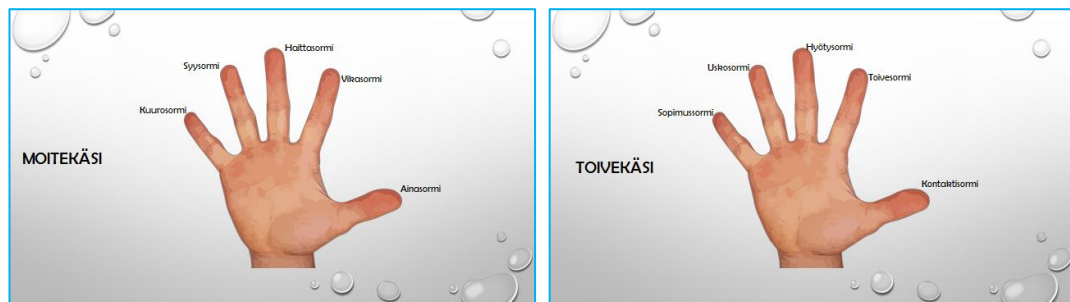 Haittasormi
Syysormi
Vikasormi
Kuurosormi
MOITEKÄSI
Ainasormi
Hyötysormi
Uskosormi
Toivesormi
Sopimussormi
TOIVEKÄSI
Kontaktisormi